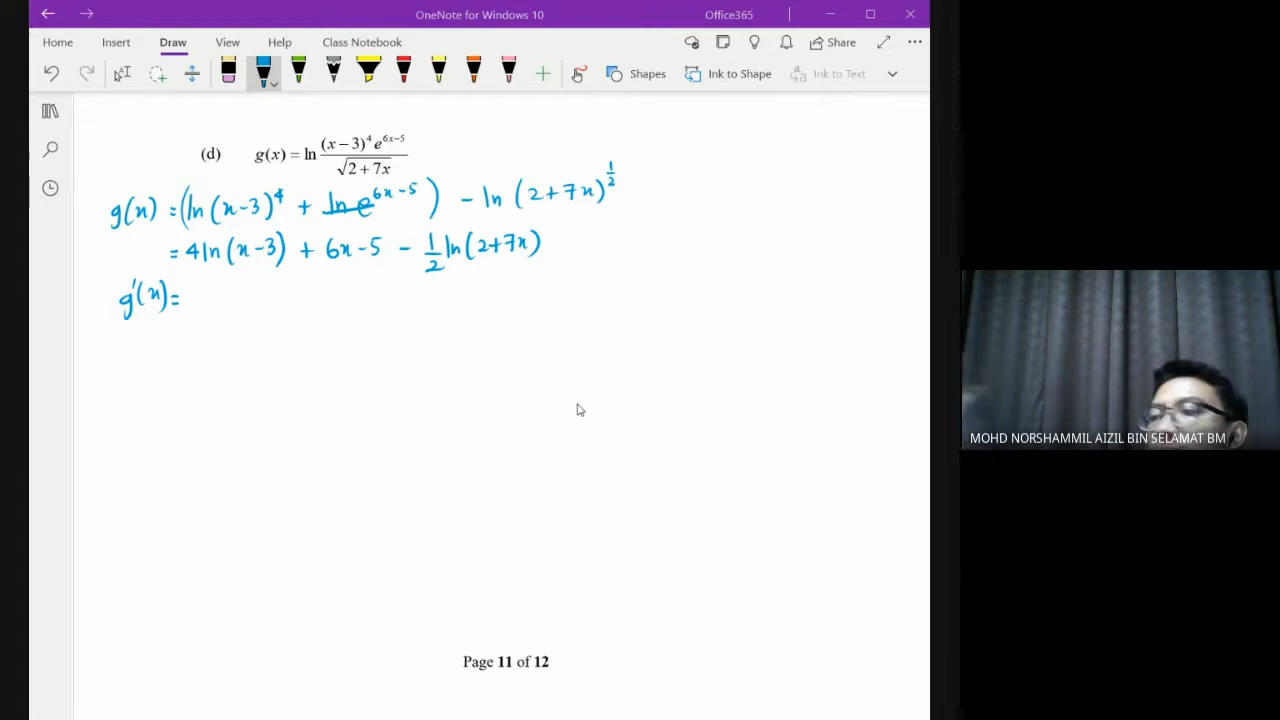 OneNote for Windows 10
Office365
Home Insert Draw View Help Class Notebook
Share
Shapes Ink to Shape Ink to Text
(d) g(x) = ln (x − 3)⁴ e^{6x−5} / √(2 + 7x)
g(x) = (ln(x-3)⁴ + ln e^{6x-5}) - ln(2+7x)^{1/2}
= 4ln(x-3) + 6x-5 - 1/2 ln(2+7x)
g'(x) =
MOHD NORSHAMMIL AIZIL BIN SELAMAT BM
Page 11 of 12